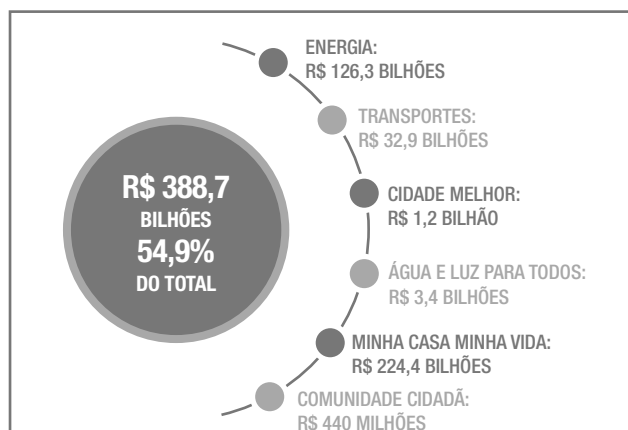 R$ 388,7
BILHÕES
54,9%
DO TOTAL
ENERGIA:
R$ 126,3 BILHÕES
TRANSPORTES:
R$ 32,9 BILHÕES
CIDADE MELHOR:
R$ 1,2 BILHÃO
ÁGUA E LUZ PARA TODOS:
R$ 3,4 BILHÕES
MINHA CASA MINHA VIDA:
R$ 224,4 BILHÕES
COMUNIDADE CIDADÃ:
R$ 440 MILHÕES